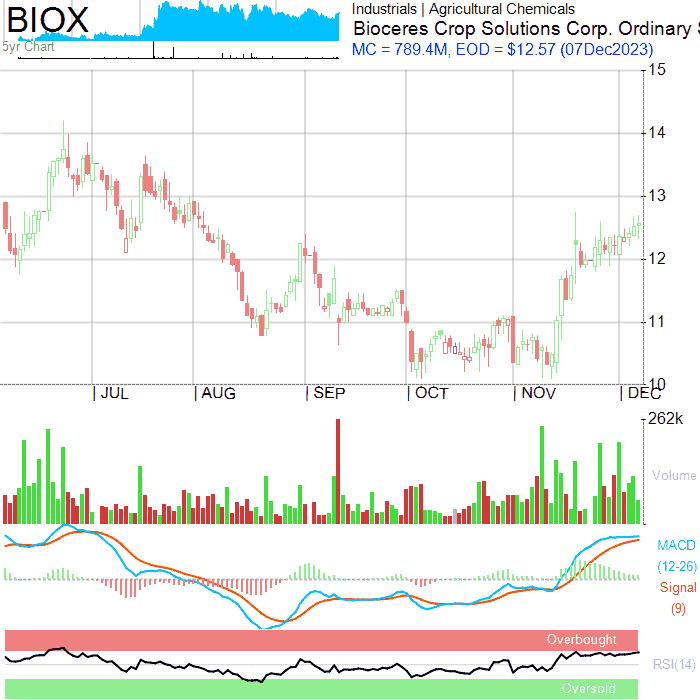 BIOX
5yr Chart
Industrials | Agricultural Chemicals
Bioceres Crop Solutions Corp. Ordinary S
MC = 789.4M, EOD = $12.57 (07Dec2023)
15
14
13
12
11
10
JUL
AUG
SEP
OCT
NOV
DEC
262k
Volume
MACD
(12-26)
Signal
(9)
Overbought
RSI(14)
Oversold